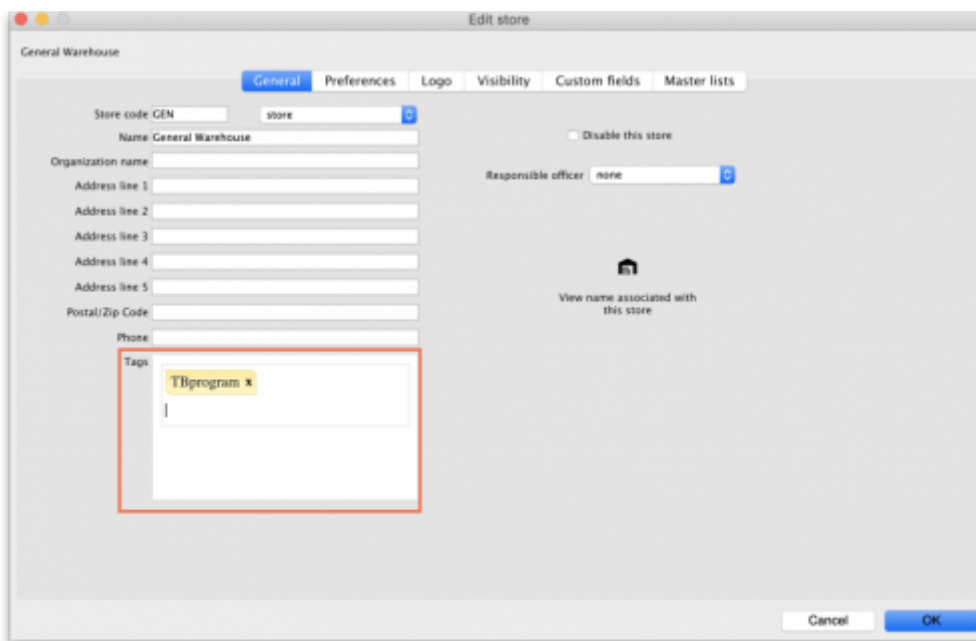 Edit store
General Warehouse
General Preferences Logo Visibility Custom fields Master lists
Store code GEN store
Name General Warehouse
Disable this store
Organization name
Responsible officer none
Address line 1
Address line 2
Address line 3
Address line 4
Address line 5
View name associated with
this store
Postal/Zip Code
Phone
Tags
TBprogram x
Cancel OK